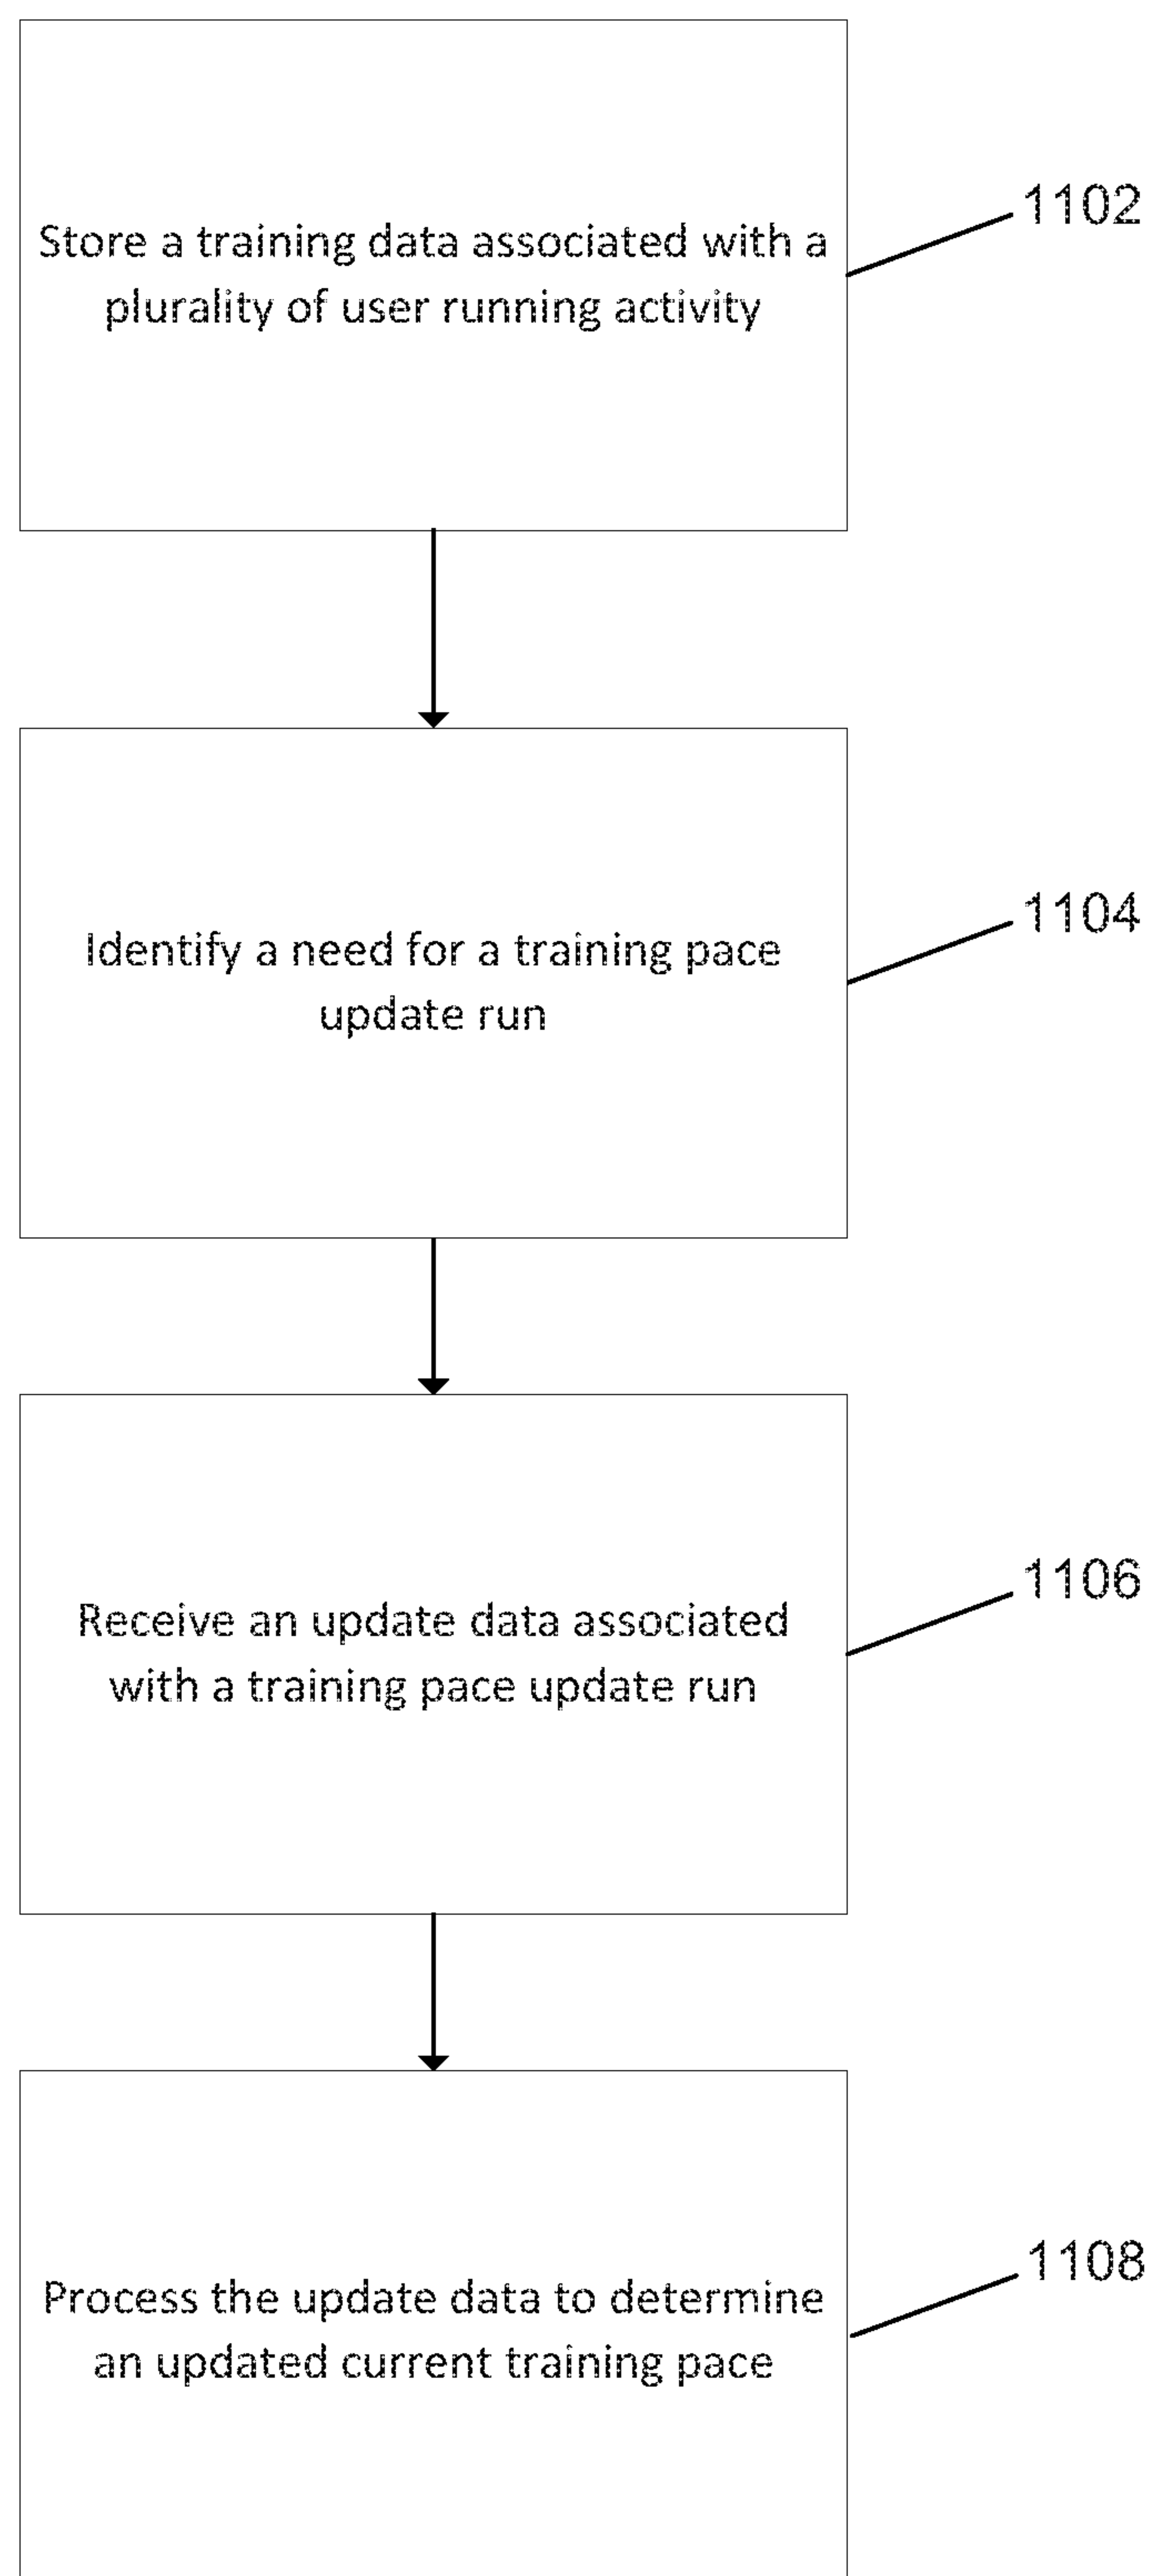 Store a training data associated with a
plurality of user running activity
1102
Identify a need for a training pace
update run
1104
Receive an update data associated
with a training pace update run
1106
Process the update data to determine
an updated current training pace
1108